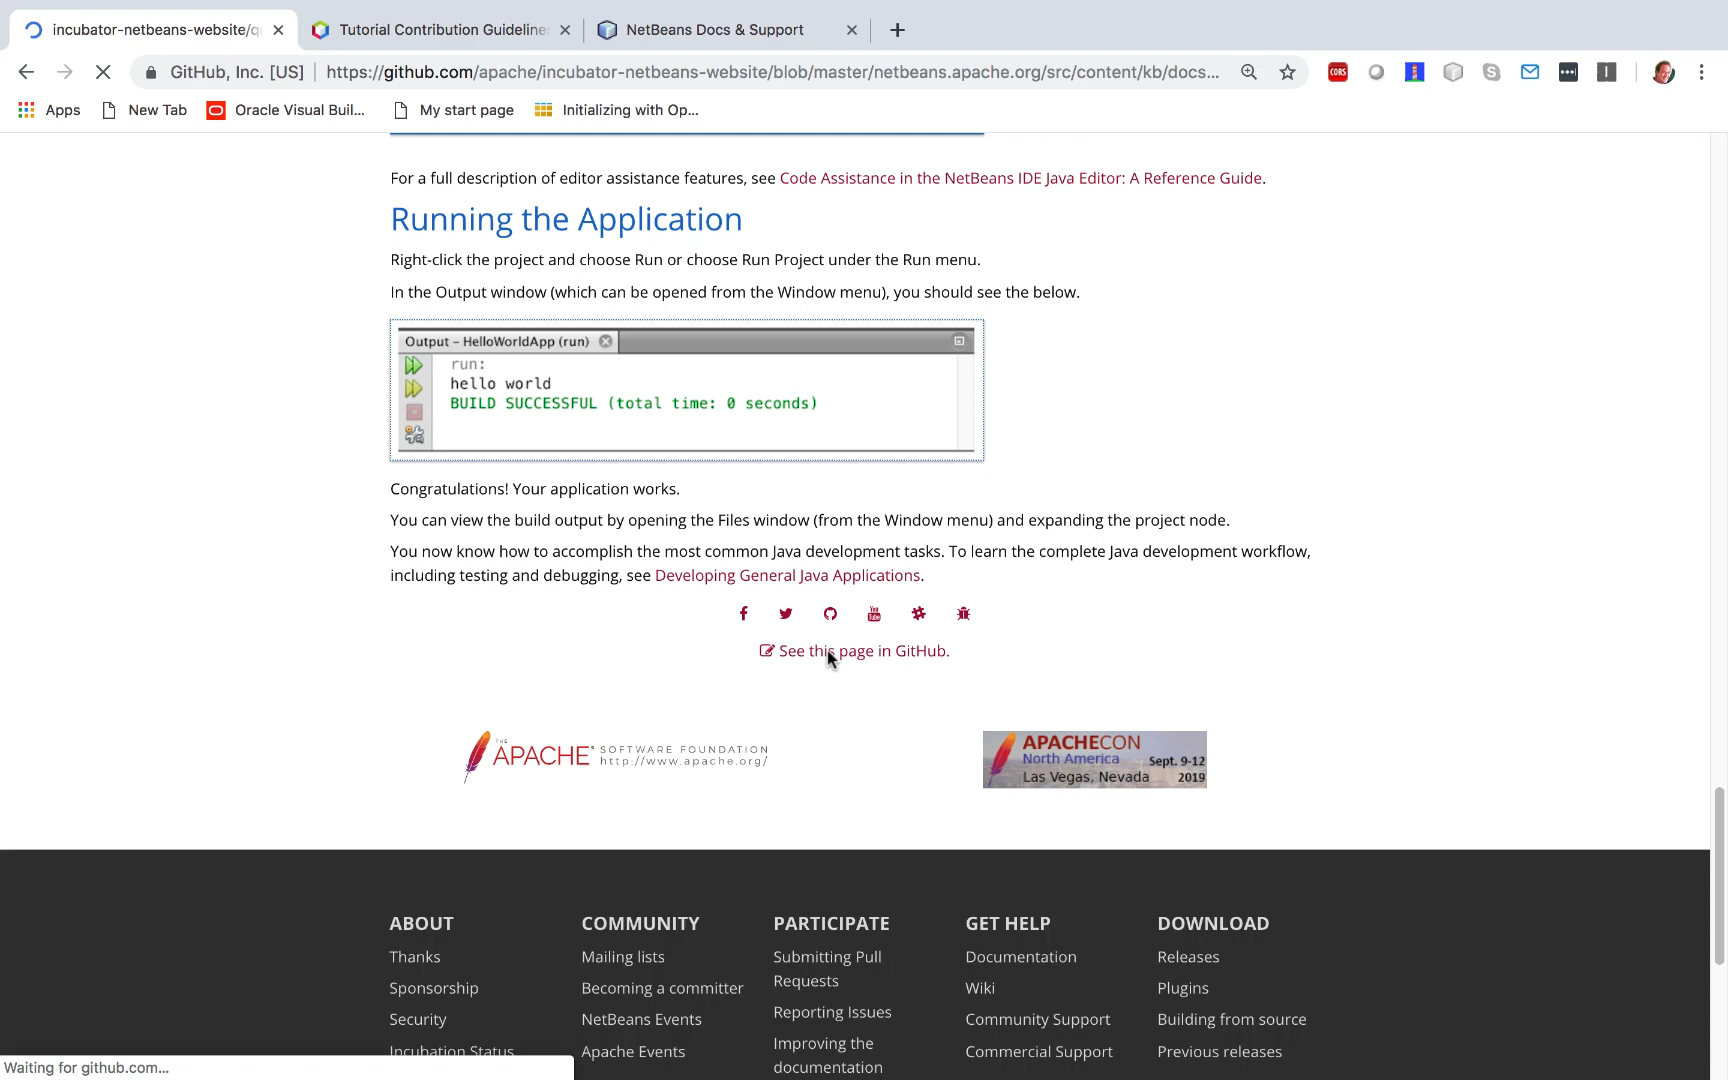 incubator-netbeans-website/q
Tutorial Contribution Guideline
NetBeans Docs & Support
GitHub, Inc. [US]
https://github.com/apache/incubator-netbeans-website/blob/master/netbeans.apache.org/src/content/kb/docs...
CORS
Apps
New Tab
Oracle Visual Buil...
My start page
Initializing with Op...
For a full description of editor assistance features, see Code Assistance in the NetBeans IDE Java Editor: A Reference Guide.
Running the Application
Right-click the project and choose Run or choose Run Project under the Run menu.
In the Output window (which can be opened from the Window menu), you should see the below.
Output – HelloWorldApp (run)
run:
hello world
BUILD SUCCESSFUL (total time: 0 seconds)
Congratulations! Your application works.
You can view the build output by opening the Files window (from the Window menu) and expanding the project node.
You now know how to accomplish the most common Java development tasks. To learn the complete Java development workflow,
including testing and debugging, see Developing General Java Applications.
See this page in GitHub.
THE
APACHE® SOFTWARE FOUNDATION
http://www.apache.org/
APACHECON
North America
Sept. 9-12
Las Vegas, Nevada 2019
ABOUT
Thanks
Sponsorship
Security
Incubation Status
COMMUNITY
Mailing lists
Becoming a committer
NetBeans Events
Apache Events
PARTICIPATE
Submitting Pull
Requests
Reporting Issues
Improving the
documentation
GET HELP
Documentation
Wiki
Community Support
Commercial Support
DOWNLOAD
Releases
Plugins
Building from source
Previous releases
Waiting for github.com...